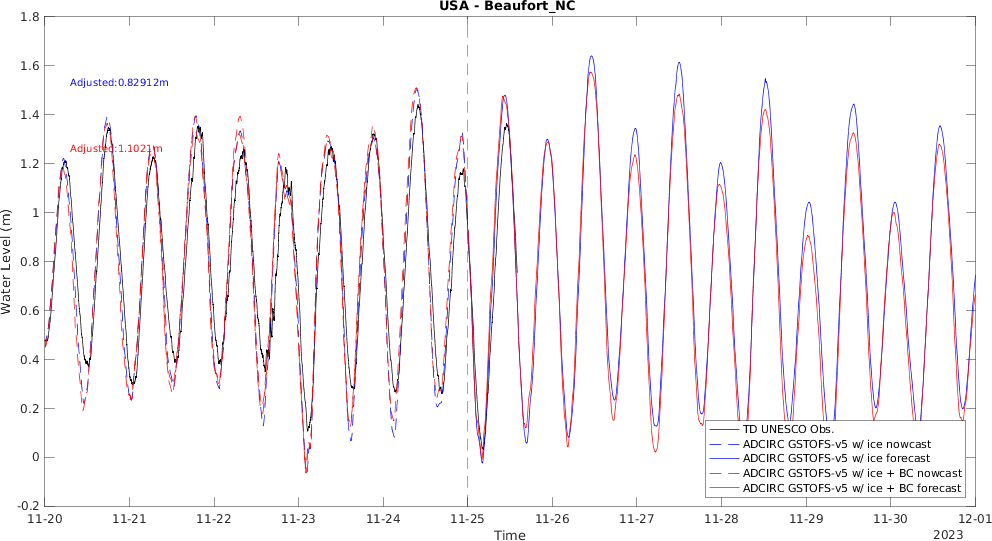 USA - Beaufort_NC
1.8
1.6
1.4
1.2
1
0.8
0.6
0.4
0.2
0
-0.2
Water Level (m)
Adjusted:0.82912m
Adjusted:1.1021m
TD UNESCO Obs.
ADCIRC GSTOFS-v5 w/ ice nowcast
ADCIRC GSTOFS-v5 w/ ice forecast
ADCIRC GSTOFS-v5 w/ ice + BC nowcast
ADCIRC GSTOFS-v5 w/ ice + BC forecast
11-20 11-21 11-22 11-23 11-24 11-25 11-26 11-27 11-28 11-29 11-30 12-01
Time
2023